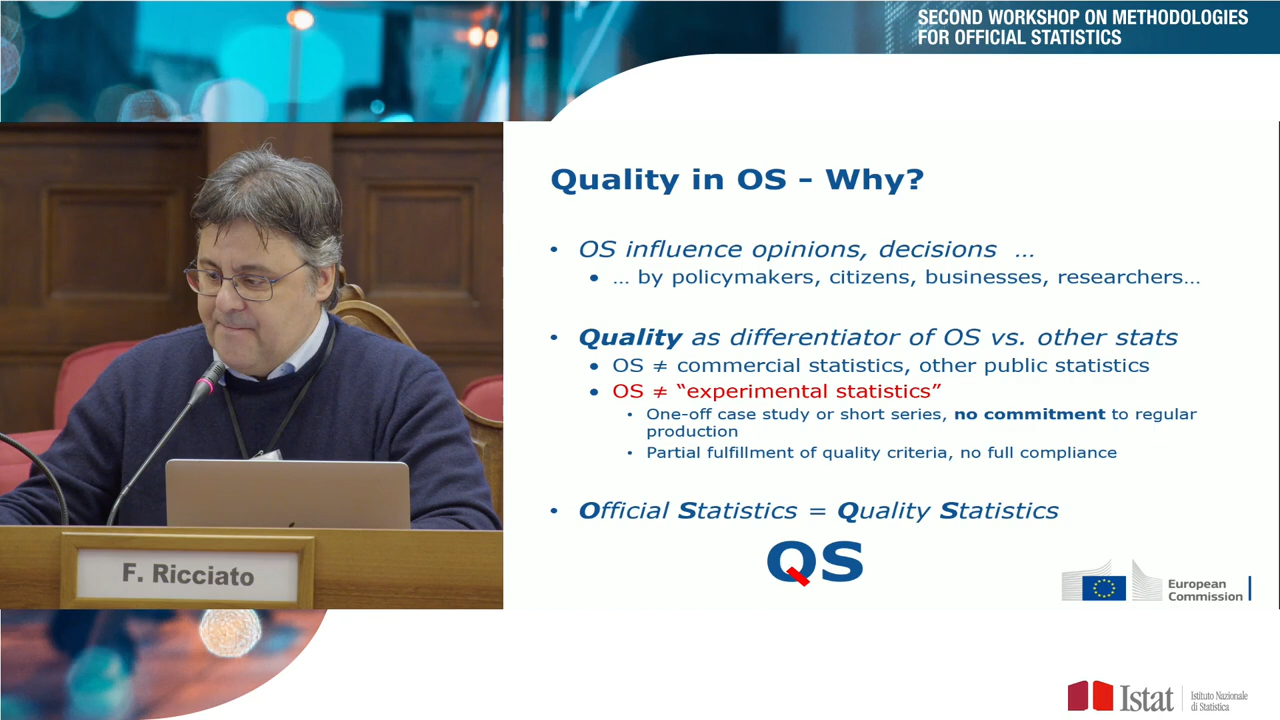 SECOND WORKSHOP ON METHODOLOGIES
FOR OFFICIAL STATISTICS
Quality in OS – Why?
• OS influence opinions, decisions …
• … by policymakers, citizens, businesses, researchers…
• Quality as differentiator of OS vs. other stats
• OS ≠ commercial statistics, other public statistics
• OS ≠ “experimental statistics”
• One-off case study or short series, no commitment to regular
production
• Partial fulfillment of quality criteria, no full compliance
• Official Statistics = Quality Statistics
QS
F. Ricciato
European
Commission
Istat
Istituto Nazionale
di Statistica